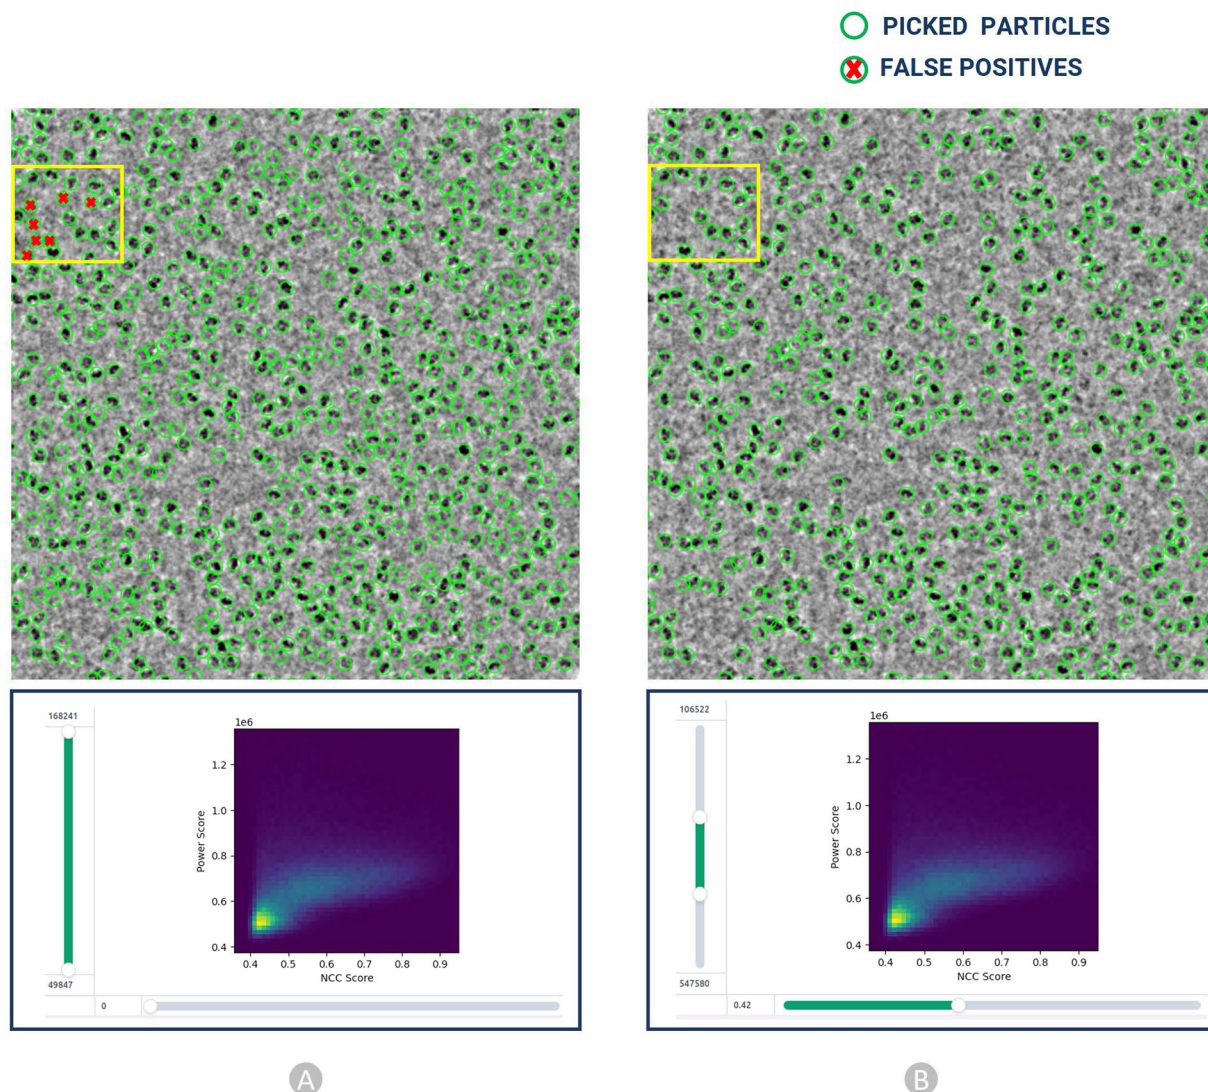 PICKED PARTICLES
FALSE POSITIVES
168241
1e6
1.2
1.0
0.8
0.6
0.4
Power Score
0.4 0.5 0.6 0.7 0.8 0.9
NCC Score
49847
0
106522
1e6
1.2
1.0
0.8
0.6
0.4
Power Score
0.4 0.5 0.6 0.7 0.8 0.9
NCC Score
547580
0.42
A
B